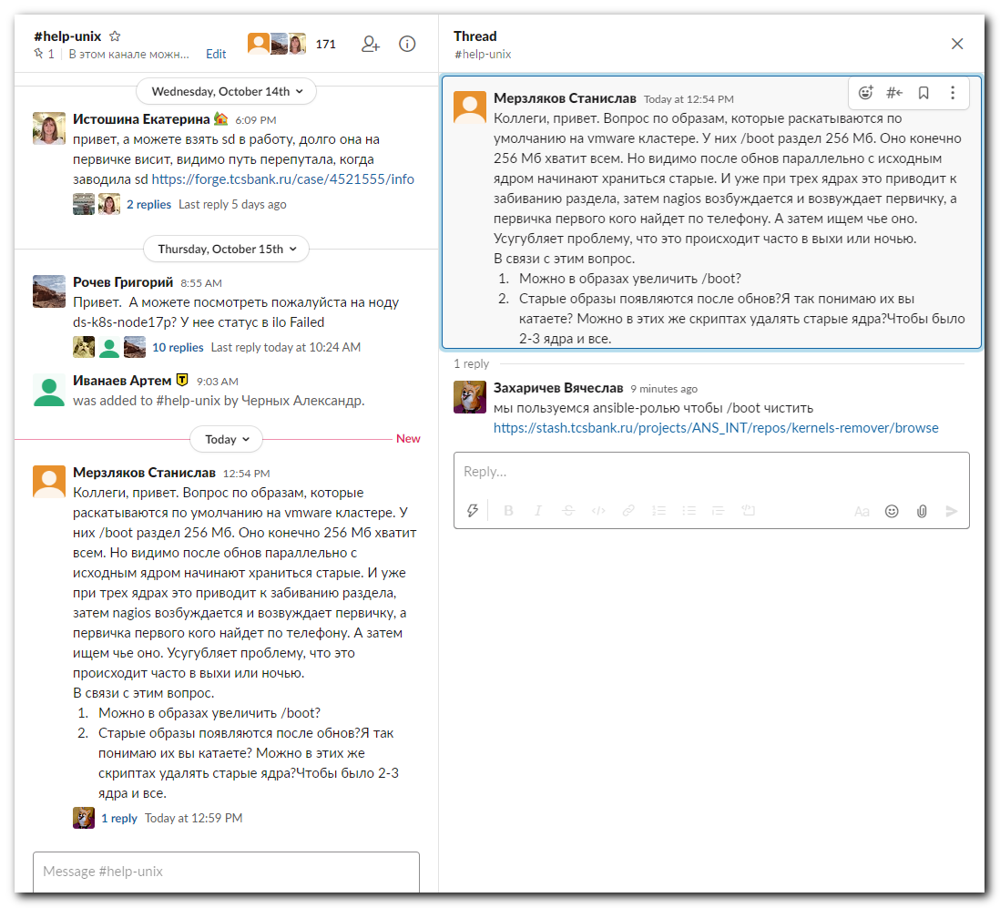 #help-unix
1 | В этом канале можн... Edit
171
Wednesday, October 14th
Истошина Екатерина 6:09 PM
привет, а можете взять sd в работу, долго она на
первичке висит, видимо путь перепутала, когда
заводила sd https://forge.tcsbank.ru/case/4521555/info
2 replies Last reply 5 days ago
Thursday, October 15th
Рочев Григорий 8:55 AM
Привет. А можете посмотреть пожалуйста на ноду
ds-k8s-node17p? У нее статус в ilo Failed
10 replies Last reply today at 10:24 AM
Иванаев Артем 9:03 AM
was added to #help-unix by Черных Александр.
Today
New
Мерзляков Станислав 12:54 PM
Коллеги, привет. Вопрос по образам, которые
раскатываются по умолчанию на vmware кластере. У
них /boot раздел 256 Мб. Оно конечно 256 Мб хватит
всем. Но видимо после обнов параллельно с
исходным ядром начинают храниться старые. И уже
при трех ядрах это приводит к забиванию раздела,
затем nagios возбуждается и возвуждает первичку, а
первичка первого кого найдет по телефону. А затем
ищем чье оно. Усугубляет проблему, что это
происходит часто в выхи или ночью.
В связи с этим вопрос.
1. Можно в образах увеличить /boot?
2. Старые образы появляются после обнов?Я так
понимаю их вы катаете? Можно в этих же
скриптах удалять старые ядра?Чтобы было 2-3
ядра и все.
1 reply Today at 12:59 PM
Message #help-unix
Thread
#help-unix
Мерзляков Станислав Today at 12:54 PM
Коллеги, привет. Вопрос по образам, которые раскатываются по
умолчанию на vmware кластере. У них /boot раздел 256 Мб. Оно конечно
256 Мб хватит всем. Но видимо после обнов параллельно с исходным
ядром начинают храниться старые. И уже при трех ядрах это приводит к
забиванию раздела, затем nagios возбуждается и возвуждает первичку, а
первичка первого кого найдет по телефону. А затем ищем чье оно.
Усугубляет проблему, что это происходит часто в выхи или ночью.
В связи с этим вопрос.
1. Можно в образах увеличить /boot?
2. Старые образы появляются после обнов?Я так понимаю их вы
катаете? Можно в этих же скриптах удалять старые ядра?Чтобы было
2-3 ядра и все.
1 reply
Захаричев Вячеслав 9 minutes ago
мы пользуемся ansible-ролью чтобы /boot чистить
https://stash.tcsbank.ru/projects/ANS_INT/repos/kernels-remover/browse
Reply...
B I S Aa